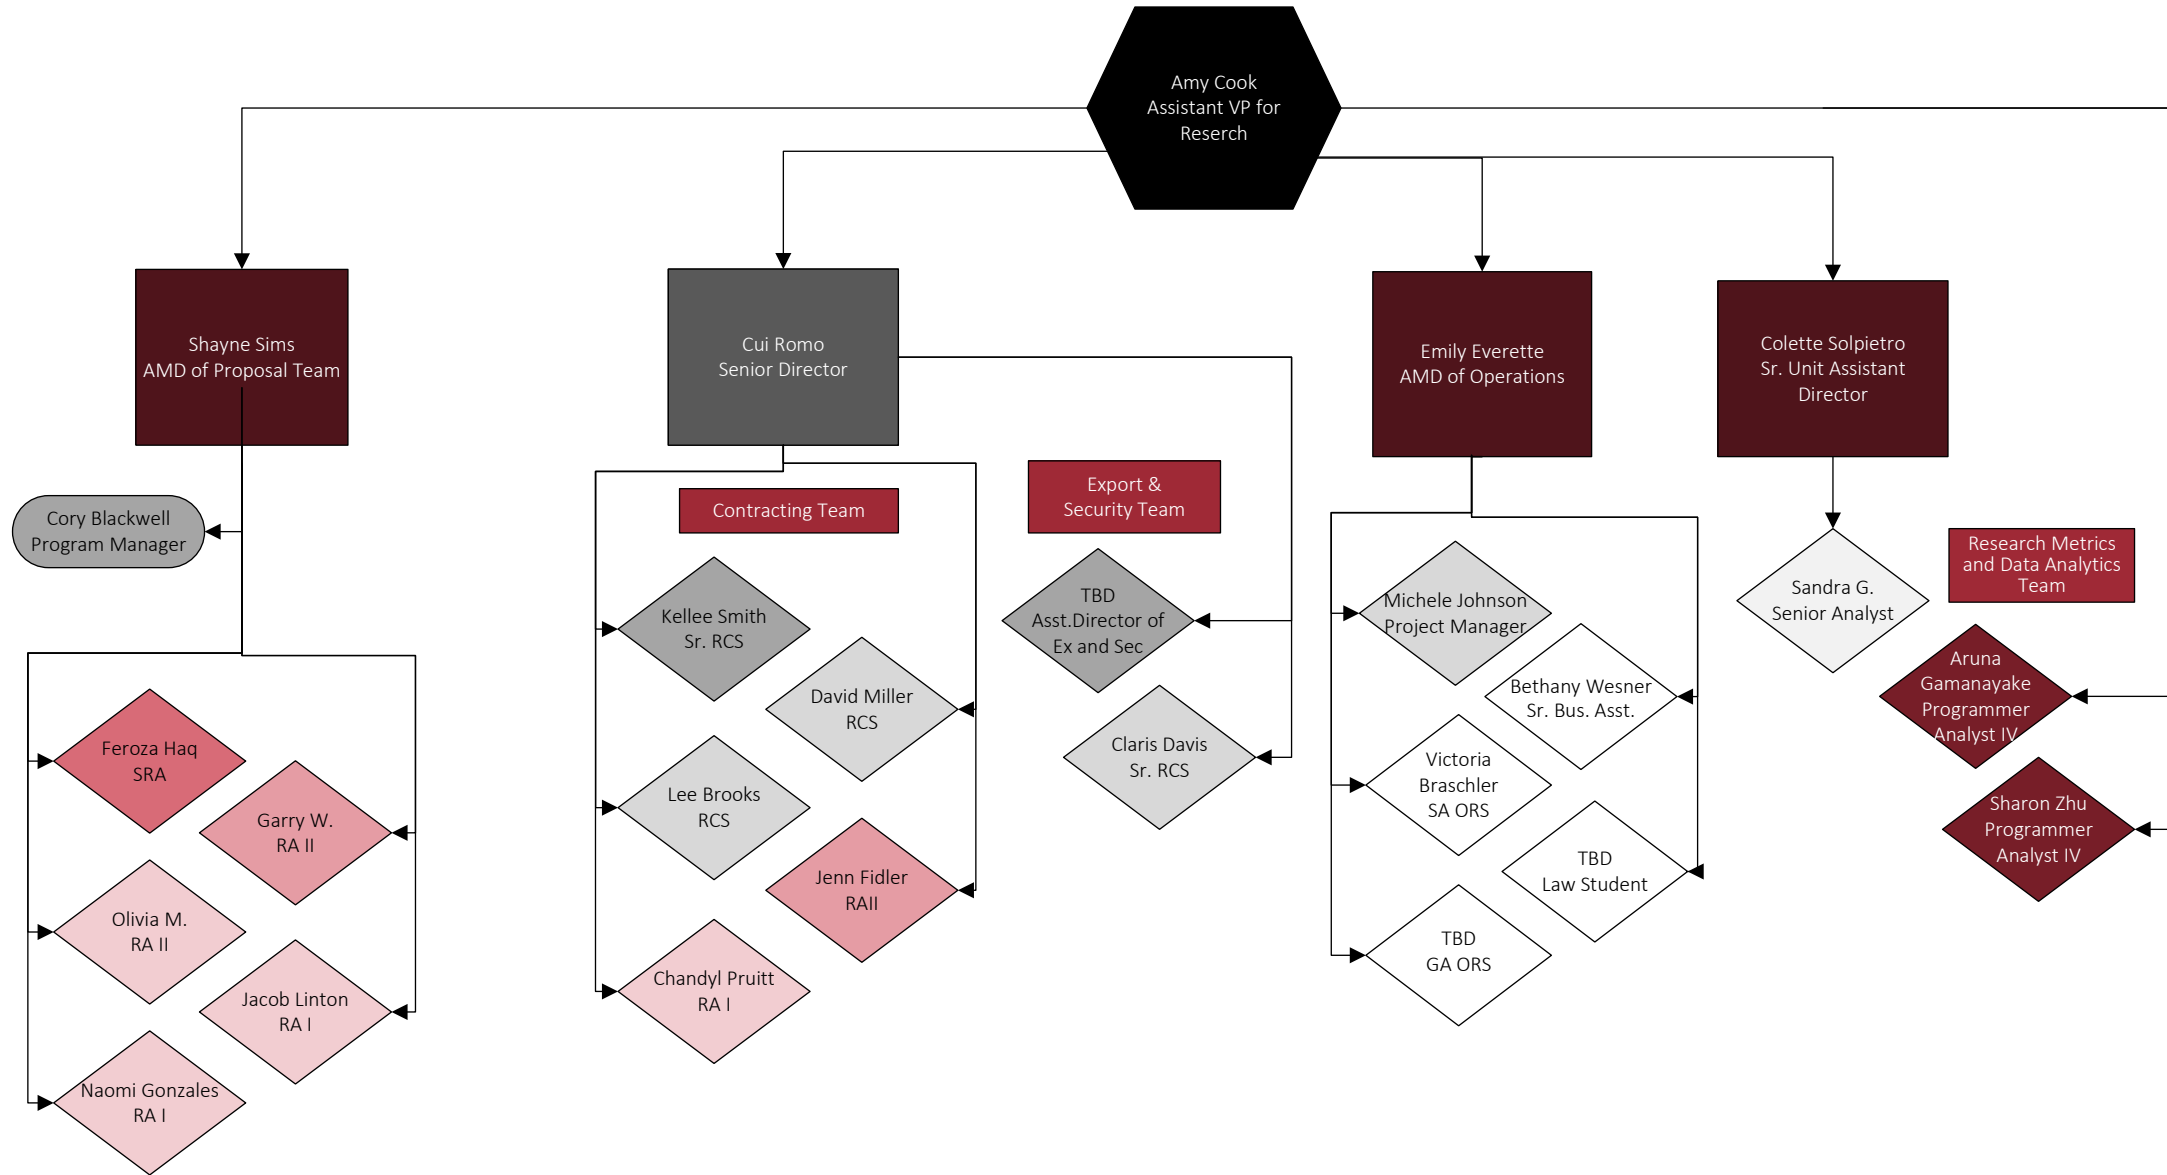 Amy Cook
Assistant VP for
Reserch
Shayne Sims
AMD of Proposal Team
Cory Blackwell
Program Manager
Feroza Haq
SRA
Garry W.
RA II
Olivia M.
RA II
Jacob Linton
RA I
Naomi Gonzales
RA I
Cui Romo
Senior Director
Contracting Team
Kellee Smith
Sr. RCS
David Miller
RCS
Lee Brooks
RCS
Jenn Fidler
RAII
Chandyl Pruitt
RA I
Export &
Security Team
TBD
Asst.Director of
Ex and Sec
Claris Davis
Sr. RCS
Emily Everette
AMD of Operations
Michele Johnson
Project Manager
Bethany Wesner
Sr. Bus. Asst.
Victoria
Braschler
SA ORS
TBD
Law Student
TBD
GA ORS
Colette Solpietro
Sr. Unit Assistant
Director
Sandra G.
Senior Analyst
Research Metrics
and Data Analytics
Team
Aruna
Gamanayake
Programmer
Analyst IV
Sharon Zhu
Programmer
Analyst IV